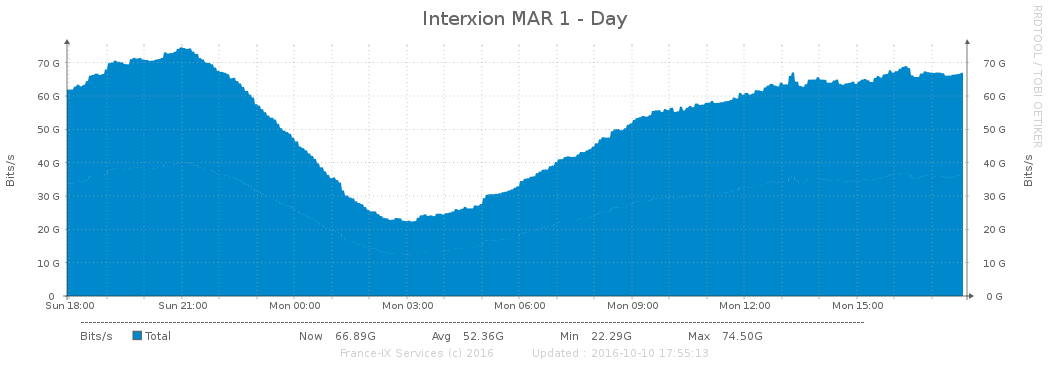 Interxion MAR 1 - Day
RRDTOOL / TOBI OETIKER
Bits/s
70 G 70 G
60 G 60 G
50 G 50 G
40 G 40 G
30 G 30 G
20 G 20 G
10 G 10 G
0 0 G
Bits/s
Sun 18:00 Sun 21:00 Mon 00:00 Mon 03:00 Mon 06:00 Mon 09:00 Mon 12:00 Mon 15:00
Bits/s Total Now 66.89G Avg 52.36G Min 22.29G Max 74.50G
France-IX Services (c) 2016 Updated : 2016-10-10 17:55:13